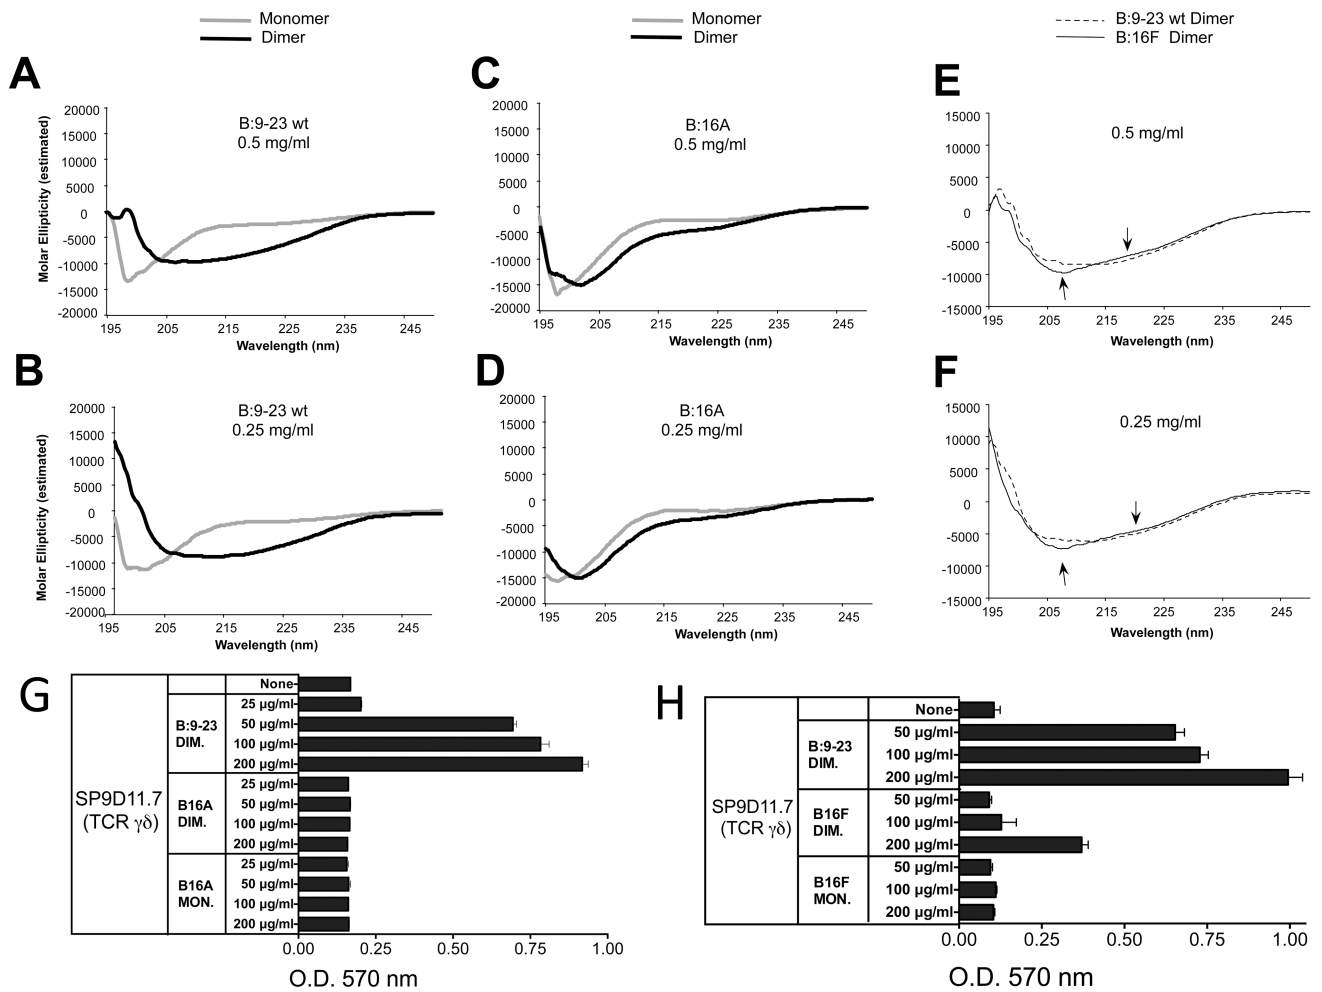 Monomer
Dimer
Monomer
Dimer
B:9-23 wt Dimer
B:16F Dimer
A
B:9-23 wt
0.5 mg/ml
Molar Ellipticity (estimated)
20000
15000
10000
5000
0
-5000
-10000
-15000
-20000
195 205 215 225 235 245
Wavelength (nm)
C
B:16A
0.5 mg/ml
20000
15000
10000
5000
0
-5000
-10000
-15000
-20000
195 205 215 225 235 245
Wavelength (nm)
E
0.5 mg/ml
15000
10000
5000
0
-5000
-10000
-15000
195 205 215 225 235 245
Wavelength (nm)
B
B:9-23 wt
0.25 mg/ml
Molar Ellipticity (estimated)
20000
15000
10000
5000
0
-5000
-10000
-15000
-20000
195 205 215 225 235 245
Wavelength (nm)
D
B:16A
0.25 mg/ml
20000
15000
10000
5000
0
-5000
-10000
-15000
-20000
195 205 215 225 235 245
Wavelength (nm)
F
0.25 mg/ml
15000
10000
5000
0
-5000
-10000
-15000
195 205 215 225 235 245
Wavelength (nm)
G
SP9D11.7
(TCR γδ)
None
B:9-23
DIM.
25 µg/ml
50 µg/ml
100 µg/ml
200 µg/ml
B16A
DIM.
25 µg/ml
50 µg/ml
100 µg/ml
200 µg/ml
B16A
MON.
25 µg/ml
50 µg/ml
100 µg/ml
200 µg/ml
0.00 0.25 0.50 0.75 1.00
O.D. 570 nm
H
SP9D11.7
(TCR γδ)
None
B:9-23
DIM.
50 µg/ml
100 µg/ml
200 µg/ml
B16F
DIM.
50 µg/ml
100 µg/ml
200 µg/ml
B16F
MON.
50 µg/ml
100 µg/ml
200 µg/ml
0.00 0.25 0.50 0.75 1.00
O.D. 570 nm